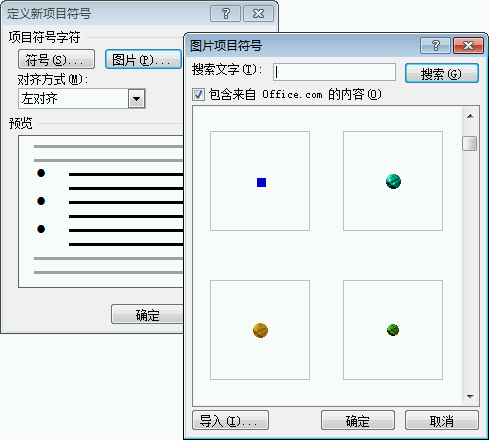 定义新项目符号
项目符号字符
符号(S)...
图片(P)...
对齐方式(M):
左对齐
预览
确定
图片项目符号
搜索文字(T):
搜索(G)
包含来自 Office.com 的内容(O)
导入(I)...
确定
取消